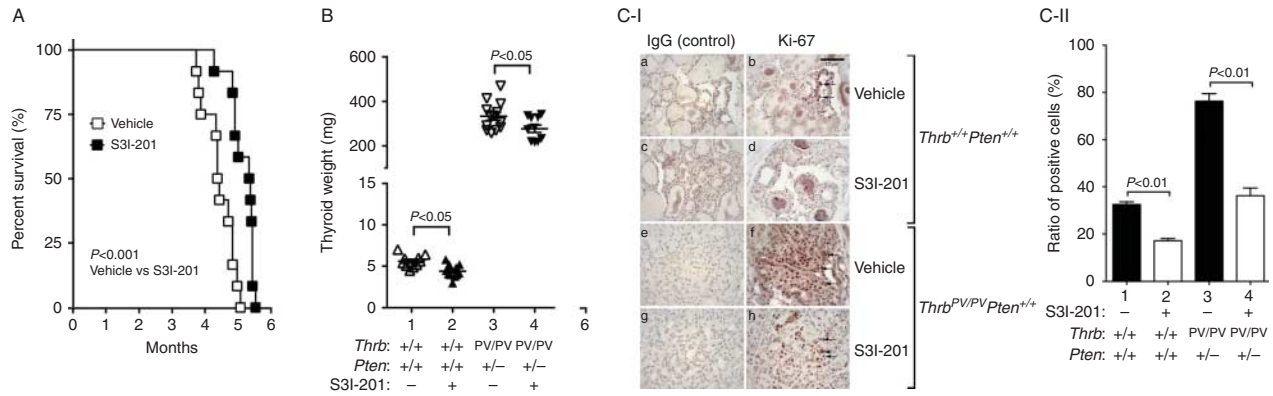 A
100
75
50
25
0
Percent survival (%)
Vehicle
S3I-201
P<0.001
Vehicle vs S3I-201
0 1 2 3 4 5 6
Months
B
600
400
200
15
10
5
0
Thyroid weight (mg)
P<0.05
P<0.05
1 2 3 4 5 6
Thrb: +/+ +/+ PV/PV PV/PV
Pten: +/+ +/+ +/− +/−
S3I-201: − + − +
6
C-I
IgG (control) Ki-67
a b
Vehicle
c d
S3I-201
Thrb+/+Pten+/+
e f
Vehicle
g h
S3I-201
ThrbPV/PVPten+/−
C-II
100
80
60
40
20
0
Ratio of positive cells (%)
P<0.01
P<0.01
1 2 3 4
S3I-201: − + − +
Thrb: +/+ +/+ PV/PV PV/PV
Pten: +/+ +/+ +/− +/−